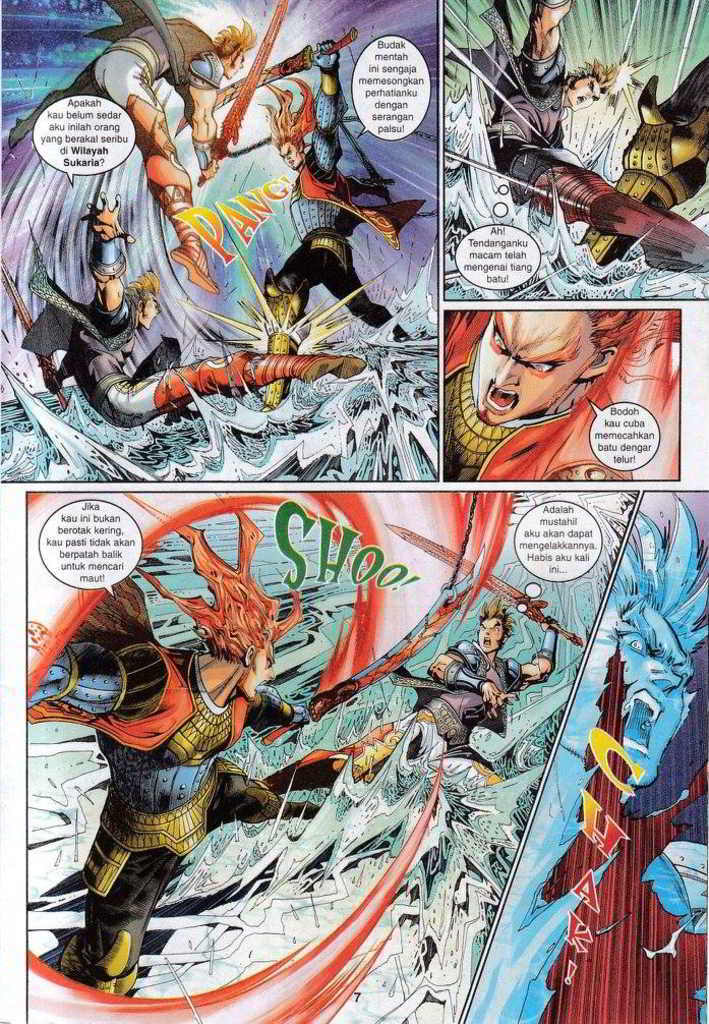 Apakah
kau belum sedar
aku inilah orang
yang berakal seribu
di Wilayah
Sukaria?
Budak
mentah
ini sengaja
memesongkan
perhatianku
dengan
serangan
palsu!
PANG!
Ah!
Tendanganku
macam telah
mengenai tiang
batu!
Bodoh
kau cuba
memecahkan
batu dengan
telur!
Jika
kau ini bukan
berotak kering,
kau pasti tidak akan
berpatah balik
untuk mencari
maut!
SHOO!
Adalah
mustahil
aku akan dapat
mengelakkannya.
Habis aku kali
ini...
CHAK!
7